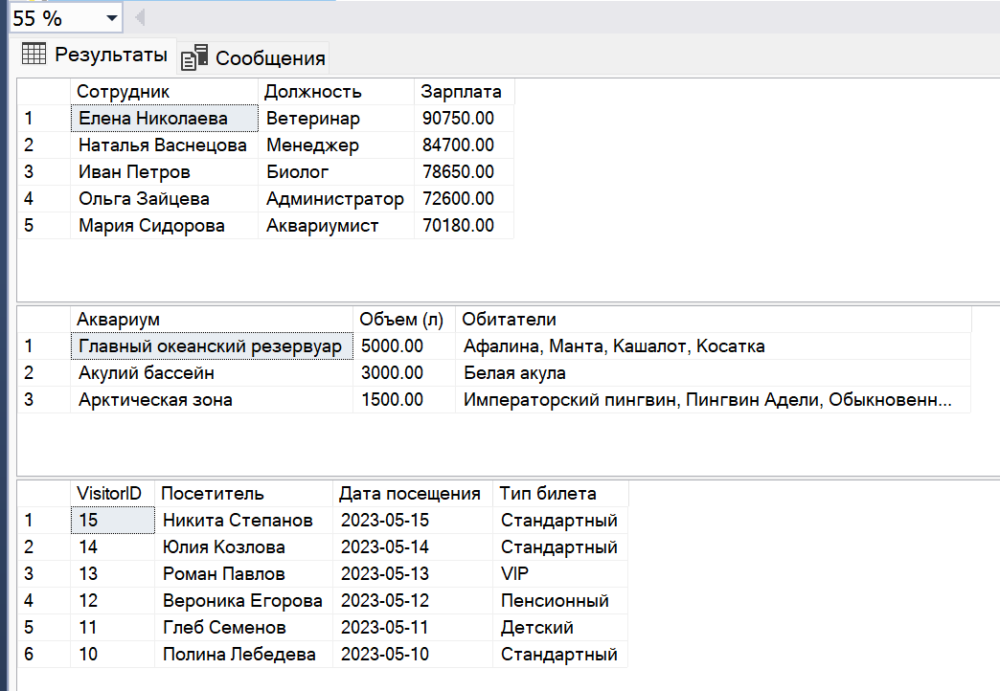 55 %
Результаты Сообщения
Сотрудник Должность Зарплата
1 Елена Николаева Ветеринар 90750.00
2 Наталья Васнецова Менеджер 84700.00
3 Иван Петров Биолог 78650.00
4 Ольга Зайцева Администратор 72600.00
5 Мария Сидорова Аквариумист 70180.00
Аквариум Объем (л) Обитатели
1 Главный океанский резервуар 5000.00 Афалина, Манта, Кашалот, Косатка
2 Акулий бассейн 3000.00 Белая акула
3 Арктическая зона 1500.00 Императорский пингвин, Пингвин Адели, Обыкновенн...
VisitorID Посетитель Дата посещения Тип билета
1 15 Никита Степанов 2023-05-15 Стандартный
2 14 Юлия Козлова 2023-05-14 Стандартный
3 13 Роман Павлов 2023-05-13 VIP
4 12 Вероника Егорова 2023-05-12 Пенсионный
5 11 Глеб Семенов 2023-05-11 Детский
6 10 Полина Лебедева 2023-05-10 Стандартный